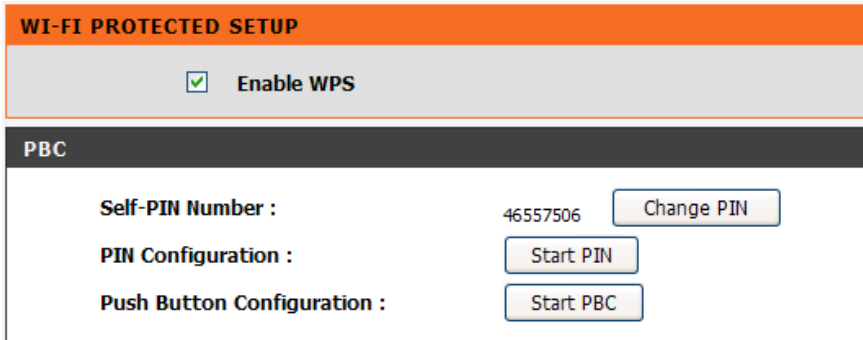 WI-FI PROTECTED SETUP
Enable WPS
PBC
Self-PIN Number : 46557506 Change PIN
PIN Configuration : Start PIN
Push Button Configuration : Start PBC